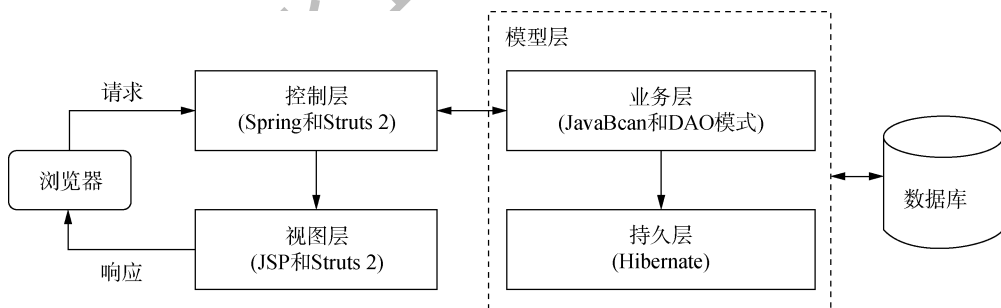 模型层
请求
控制层
(Spring和Struts 2)
业务层
(JavaBcan和DAO模式)
浏览器
数据库
视图层
(JSP和Struts 2)
持久层
(Hibernate)
响应